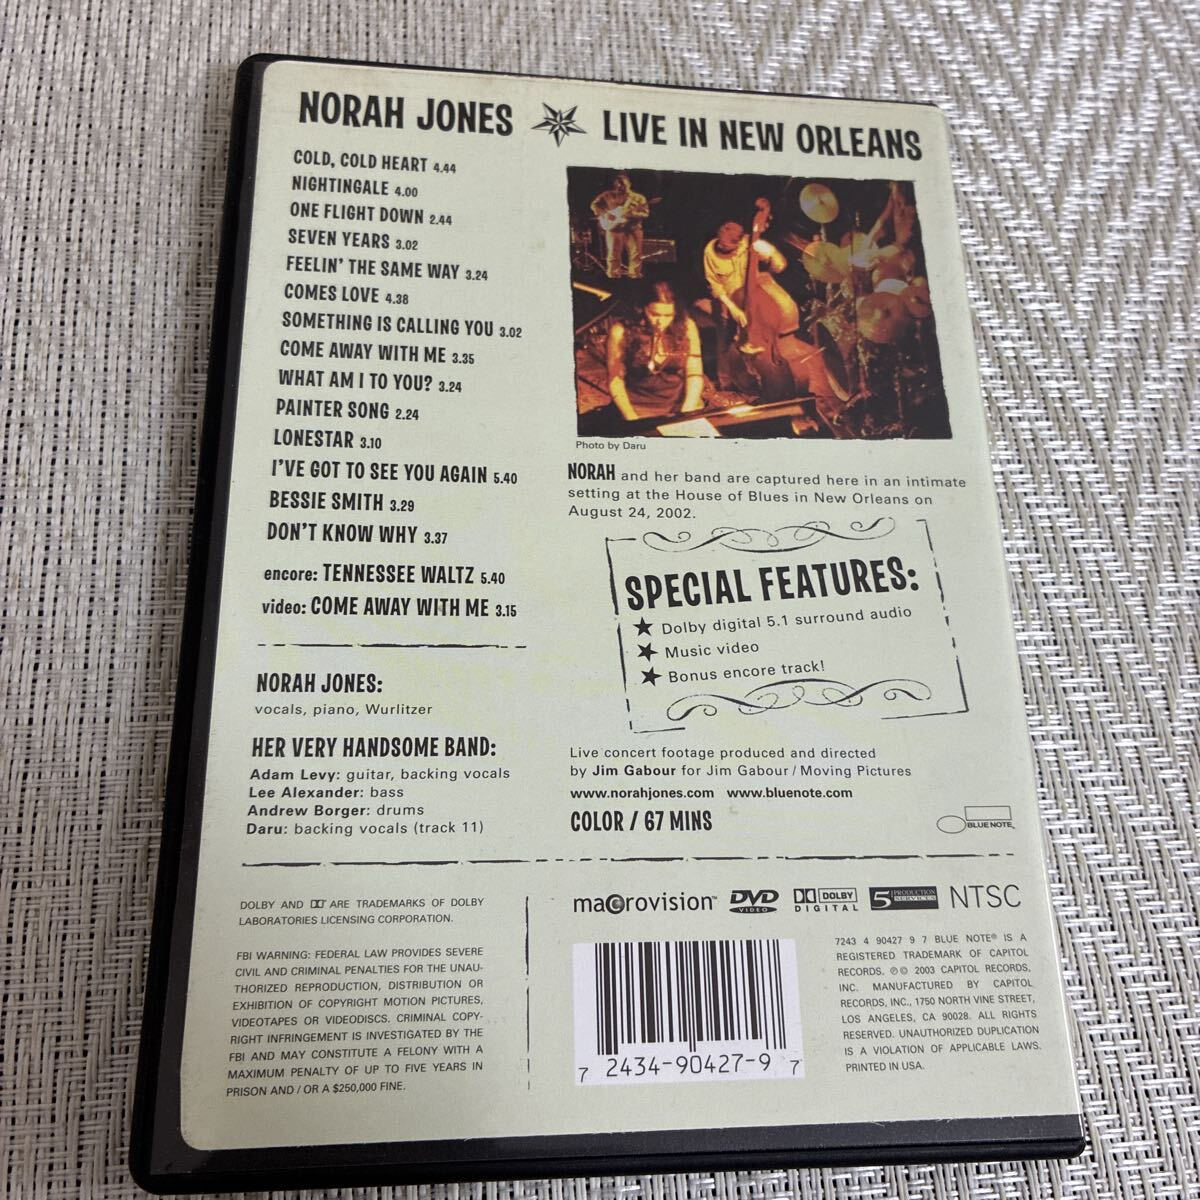 NORAH JONES LIVE IN NEW ORLEANS
COLD, COLD HEART 4.44
NIGHTINGALE 4.00
ONE FLIGHT DOWN 2.44
SEVEN YEARS 3.02
FEELIN' THE SAME WAY 3.24
COMES LOVE 4.38
SOMETHING IS CALLING YOU 3.02
COME AWAY WITH ME 3.35
WHAT AM I TO YOU? 3.24
PAINTER SONG 2.24
LONESTAR 3.10
I'VE GOT TO SEE YOU AGAIN 5.40
BESSIE SMITH 3.29
DON'T KNOW WHY 3.37
encore: TENNESSEE WALTZ 5.40
video: COME AWAY WITH ME 3.15
NORAH JONES:
vocals, piano, Wurlitzer
HER VERY HANDSOME BAND:
Adam Levy: guitar, backing vocals
Lee Alexander: bass
Andrew Borger: drums
Daru: backing vocals (track 11)
Photo by Daru
NORAH and her band are captured here in an intimate
setting at the House of Blues in New Orleans on
August 24, 2002.
SPECIAL FEATURES:
★ Dolby digital 5.1 surround audio
★ Music video
★ Bonus encore track!
Live concert footage produced and directed
by Jim Gabour for Jim Gabour / Moving Pictures
www.norahjones.com www.bluenote.com
COLOR / 67 MINS
BLUE NOTE
DOLBY AND DD ARE TRADEMARKS OF DOLBY
LABORATORIES LICENSING CORPORATION.
FBI WARNING: FEDERAL LAW PROVIDES SEVERE
CIVIL AND CRIMINAL PENALTIES FOR THE UNAU-
THORIZED REPRODUCTION, DISTRIBUTION OR
EXHIBITION OF COPYRIGHT MOTION PICTURES,
VIDEOTAPES OR VIDEODISCS. CRIMINAL COPY-
RIGHT INFRINGEMENT IS INVESTIGATED BY THE
FBI AND MAY CONSTITUTE A FELONY WITH A
MAXIMUM PENALTY OF UP TO FIVE YEARS IN
PRISON AND / OR A $250,000 FINE.
macrovision™ DVD VIDEO DOLBY DIGITAL 5 PRODUCTION SERVICES NTSC
7 2434-90427-9 7
7243 4 90427 9 7 BLUE NOTE® IS A
REGISTERED TRADEMARK OF CAPITOL
RECORDS. ℗© 2003 CAPITOL RECORDS,
INC. MANUFACTURED BY CAPITOL
RECORDS, INC., 1750 NORTH VINE STREET,
LOS ANGELES, CA 90028. ALL RIGHTS
RESERVED. UNAUTHORIZED DUPLICATION
IS A VIOLATION OF APPLICABLE LAWS.
PRINTED IN USA.